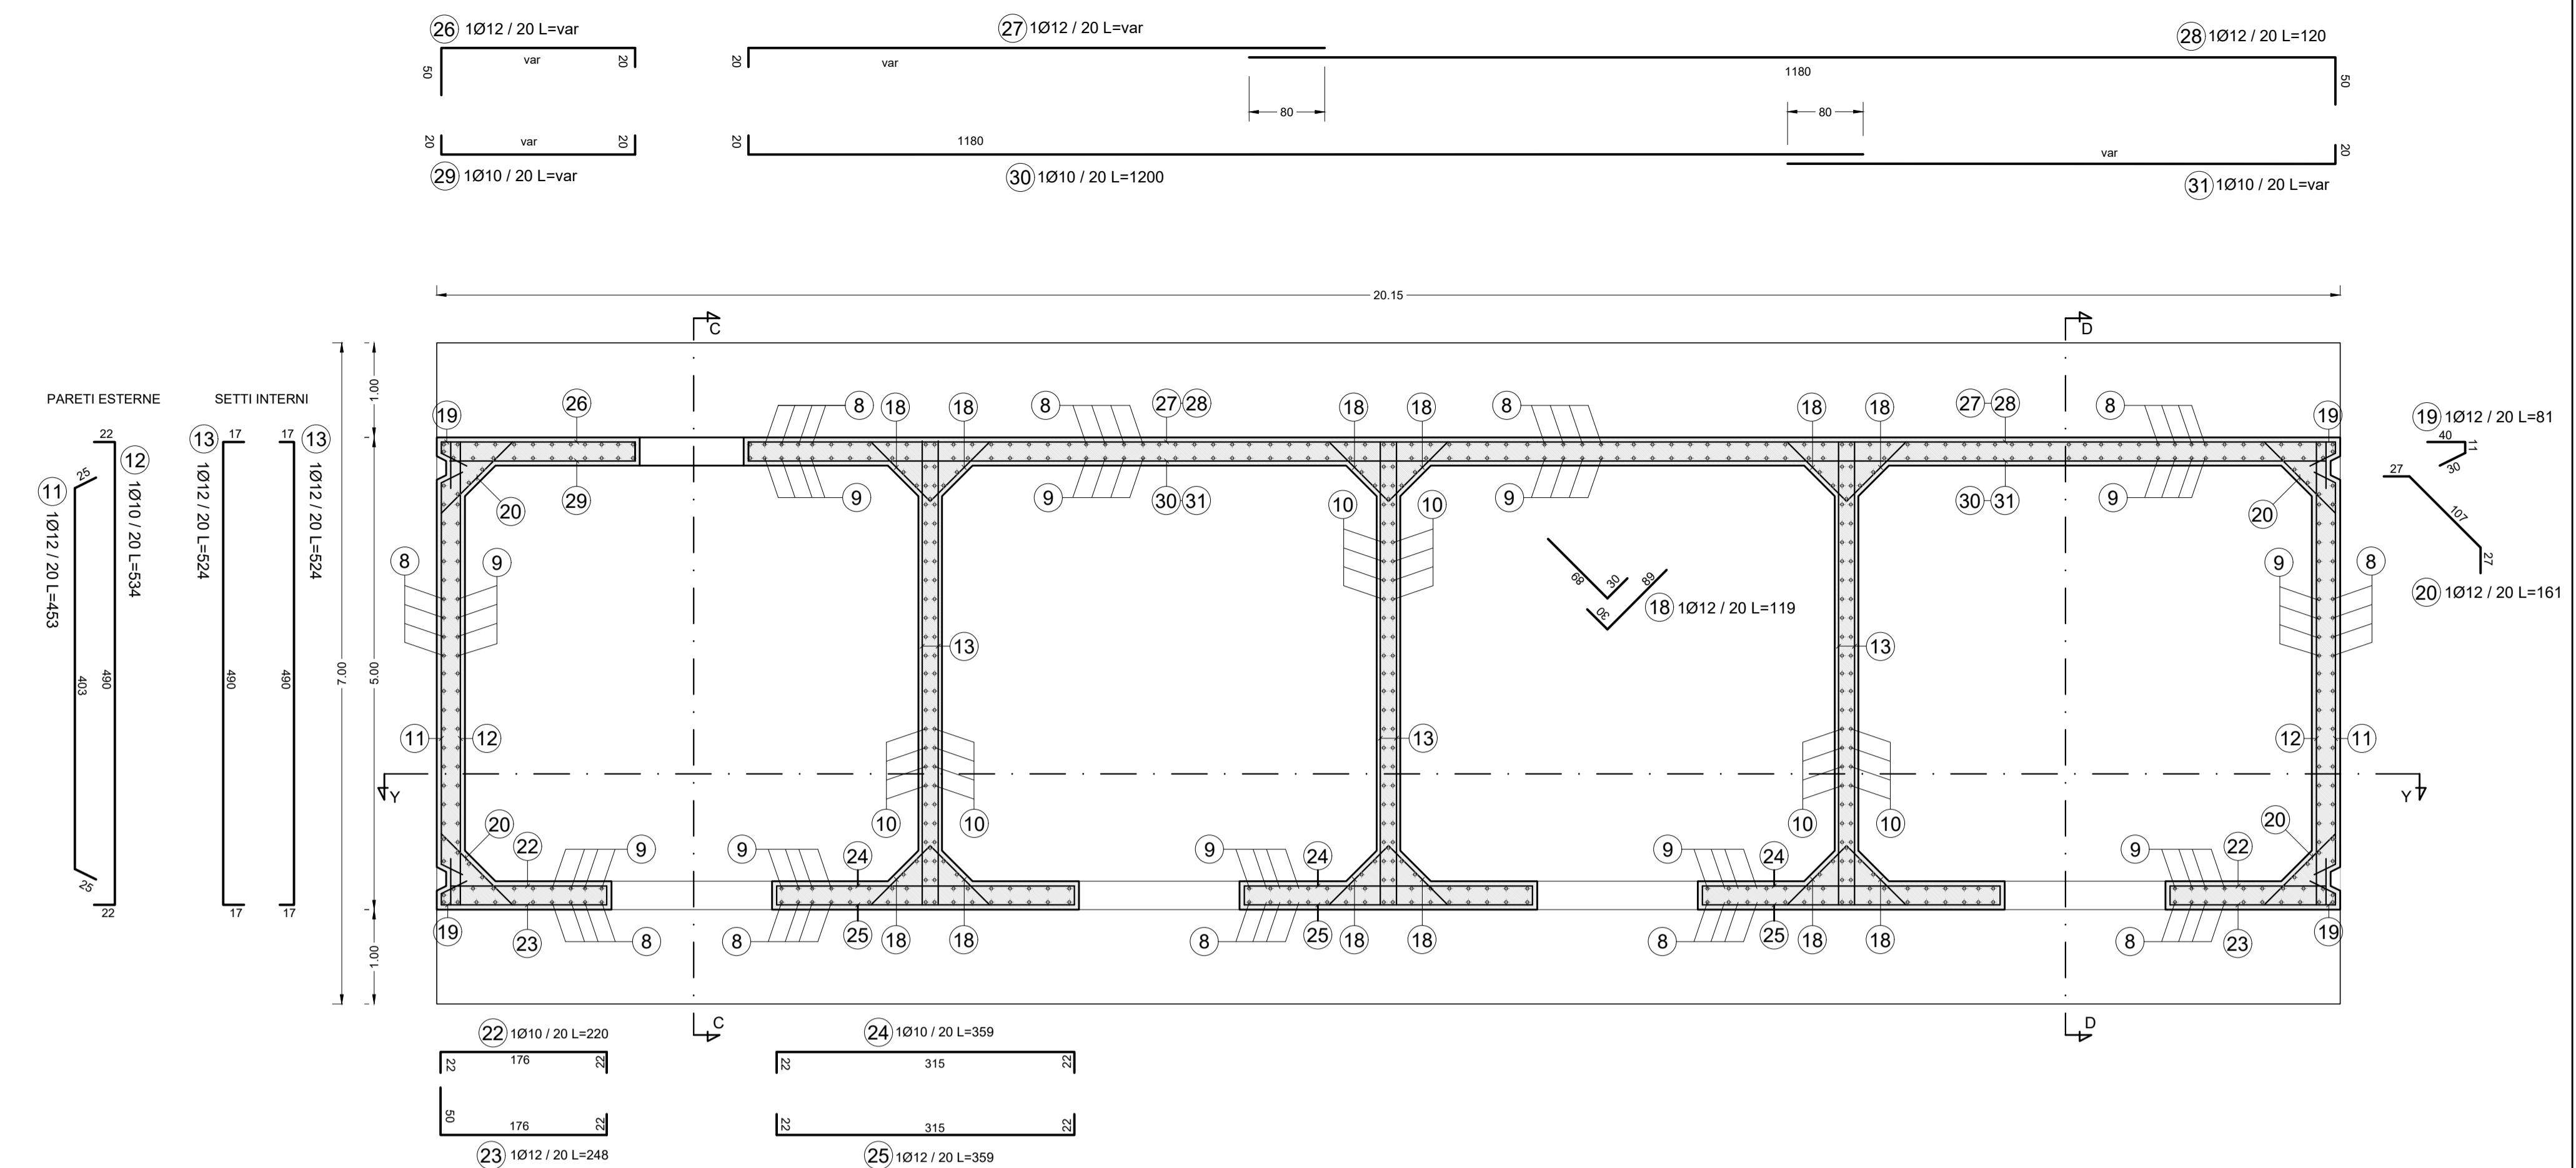 26 1Ø12 / 20 L=var
50 var 20
27 1Ø12 / 20 L=var
20 var
28 1Ø12 / 20 L=120
1180 50
80
80
20 var 20
29 1Ø10 / 20 L=var
20 1180
30 1Ø10 / 20 L=1200
var 20
31 1Ø10 / 20 L=var
20.15
C D
PARETI ESTERNE
SETTI INTERNI
11 1Ø12 / 20 L=453
25 403 25
12 1Ø10 / 20 L=534
22 490 22
13 1Ø12 / 20 L=524
17 490 17
13 1Ø12 / 20 L=524
17 490 17
7.00
1.00
5.00
1.00
19 26 8 18 18 8 27 28 18 18 8 18 18 27 28 8 19
20 29 9 9 30 31 10 10 9 30 31 9 20
19 1Ø12 / 20 L=81
40 11 30
27 107 27
20 1Ø12 / 20 L=161
8 9 9 8
68 30
30 89
18 1Ø12 / 20 L=119
13 13
11 12 13 12 11
Y Y
20 10 10 10 10 20
22 9 9 24 9 24 9 24 9 22
19 23 8 8 25 18 18 8 25 18 18 8 25 18 18 8 23 19
C D
22 1Ø10 / 20 L=220
22 176 22
50 176 22
23 1Ø12 / 20 L=248
24 1Ø10 / 20 L=359
22 315 22
22 315 22
25 1Ø12 / 20 L=359